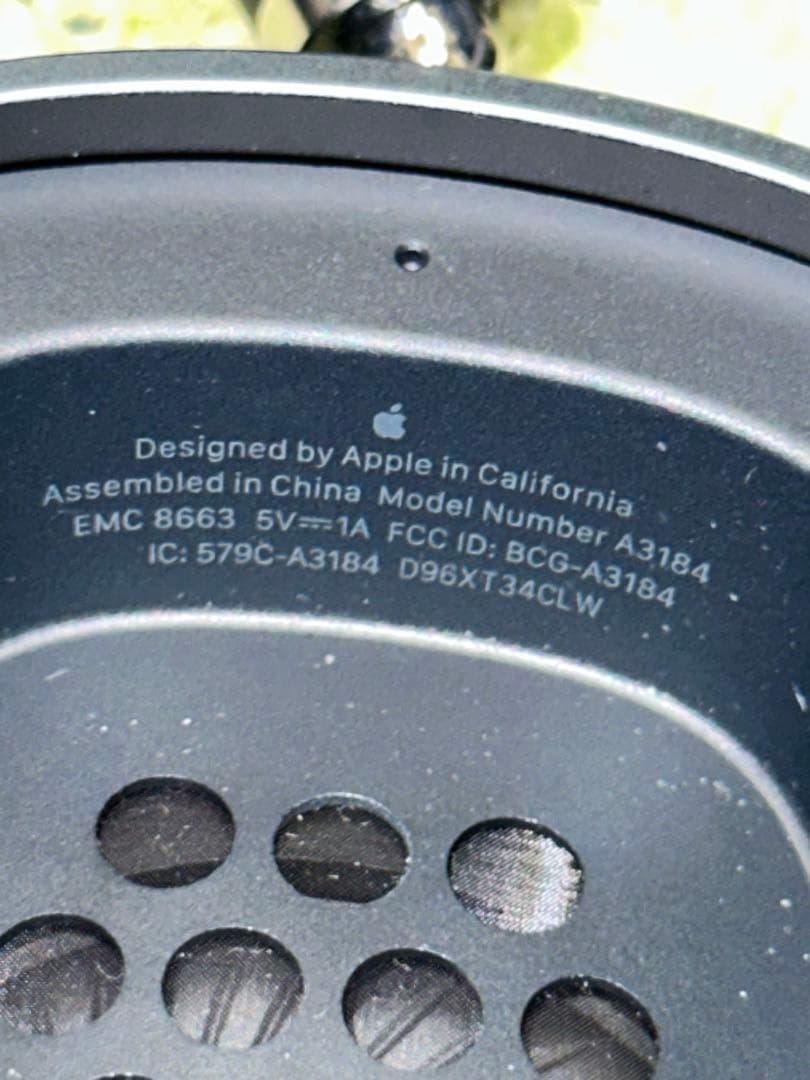 Designed by Apple in California
Assembled in China Model Number A3184
EMC 8663 5V⎓1A FCC ID: BCG-A3184
IC: 579C-A3184 D96XT34CLW